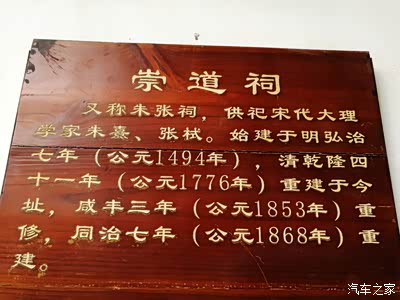 崇道祠
又称朱张祠，供祀宋代大理
学家朱熹、张栻。始建于明弘治
七年（公元1494年），清乾隆四
十一年（公元1776年）重建于今
址，咸丰三年（公元1853年）重
修，同治七年（公元1868年）重
建。
汽车之家